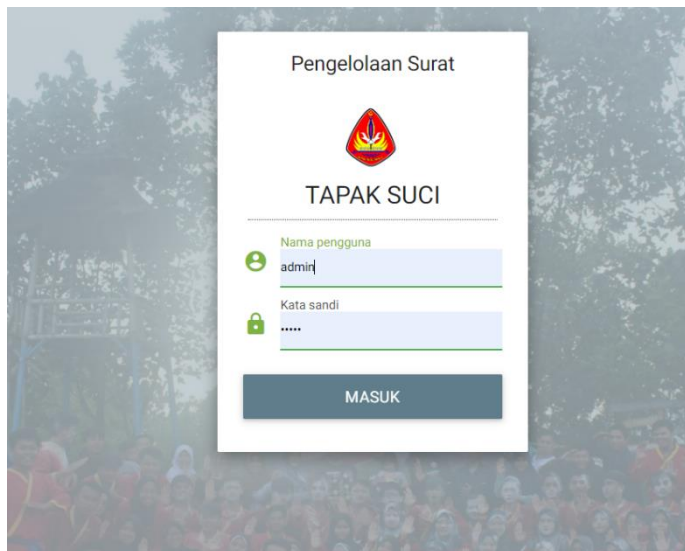 Pengelolaan Surat
TAPAK SUCI
Nama pengguna
admin
Kata sandi
•••••
MASUK